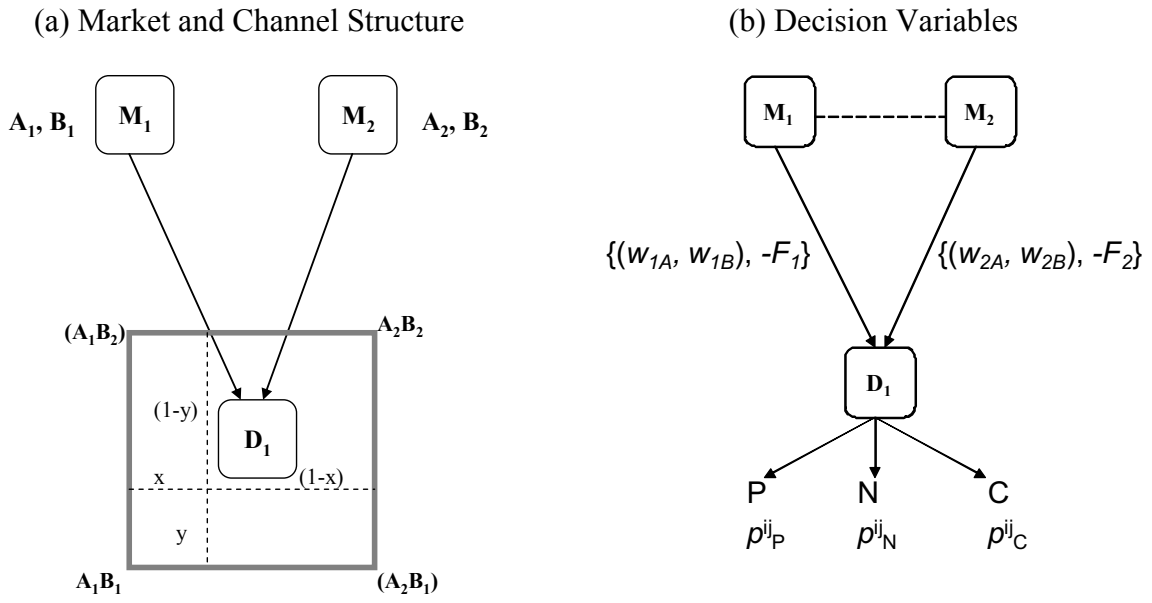 (a) Market and Channel Structure
(b) Decision Variables
A₁, B₁
M₁
M₂
A₂, B₂
M₁
M₂
{(w₁A, w₁B), -F₁}
{(w₂A, w₂B), -F₂}
(A₁B₂)
A₂B₂
(1-y)
D₁
x
(1-x)
y
A₁B₁
(A₂B₁)
D₁
P
N
C
pⁱʲP
pⁱʲN
pⁱʲC